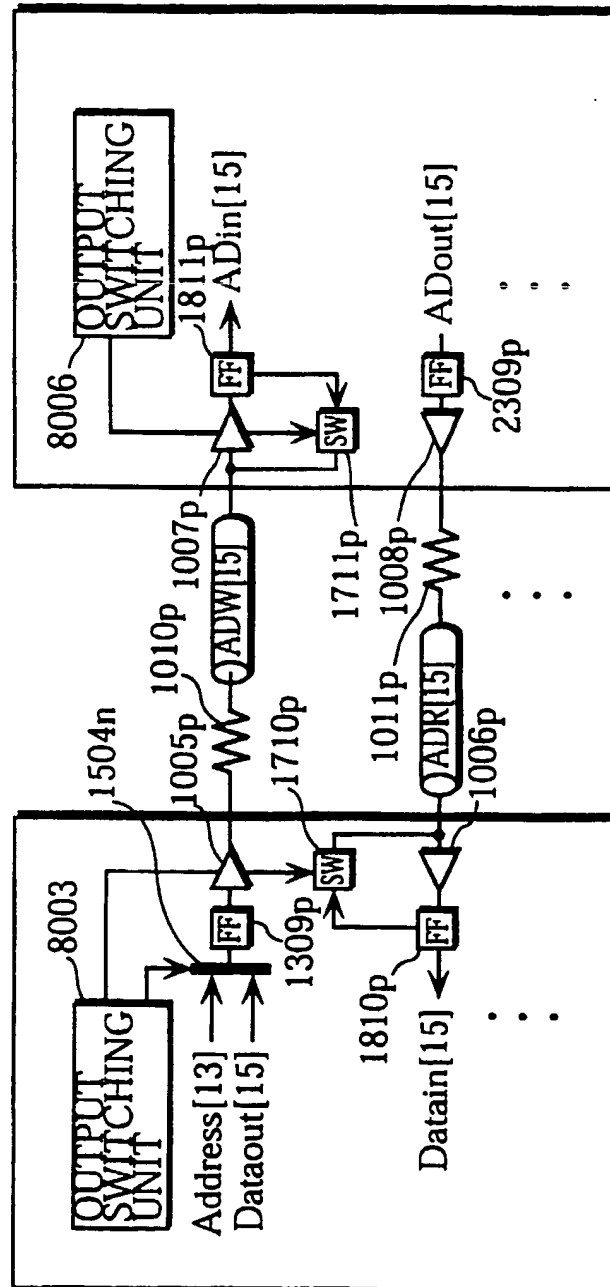 8003
OUTPUT
SWITCHING
UNIT
1504n
1005p
1010p
1007p
8006
OUTPUT
SWITCHING
UNIT
1811p
Address[13]
Dataout[15]
FF
ADW[15]
FF
ADin[15]
1309p
1710p
SW
SW
1711p
1810p
Datain[15]
FF
ADR[15]
1006p
1011p
1008p
FF
ADout[15]
2309p